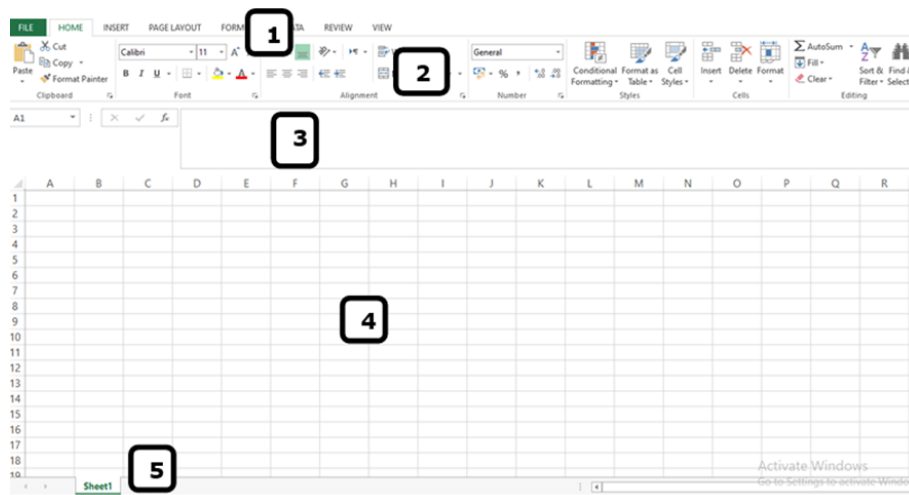 FILE HOME INSERT PAGE LAYOUT FORM 1 TA REVIEW VIEW
Cut
Copy
Format Painter
Paste
Calibri 11 A
B I U A
General
%
2
Conditional Formatting
Format as Table
Cell Styles
Insert Delete Format
AutoSum
Fill
Clear
Sort & Filter
Find & Select
Clipboard Font Alignment Number Styles Cells Editing
A1 fx
3
A B C D E F G H I J K L M N O P Q R
1
2
3
4
5
6
7
8
9
4
10
11
12
13
14
15
16
17
18
19
5
Sheet1
Activate Windows
Go to Settings to activate Windo